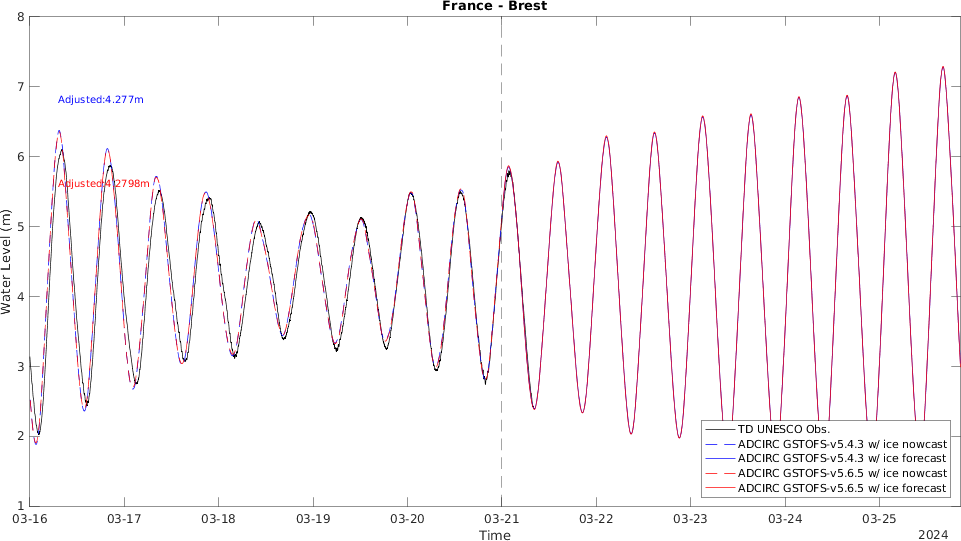 France - Brest
8
7
6
5
4
3
2
1
Water Level (m)
Adjusted:4.277m
Adjusted:4.2798m
TD UNESCO Obs.
ADCIRC GSTOFS-v5.4.3 w/ ice nowcast
ADCIRC GSTOFS-v5.4.3 w/ ice forecast
ADCIRC GSTOFS-v5.6.5 w/ ice nowcast
ADCIRC GSTOFS-v5.6.5 w/ ice forecast
03-16 03-17 03-18 03-19 03-20 03-21 03-22 03-23 03-24 03-25
Time
2024